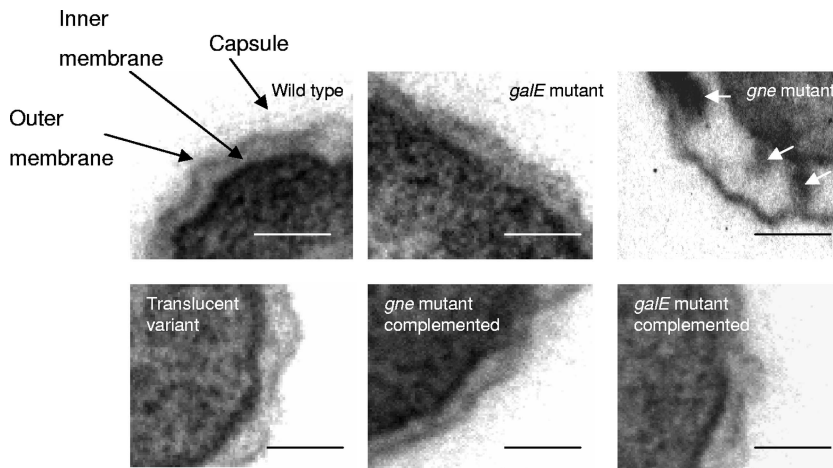 Inner
membrane
Capsule
Outer
membrane
Wild type
galE mutant
gne mutant
Translucent
variant
gne mutant
complemented
galE mutant
complemented